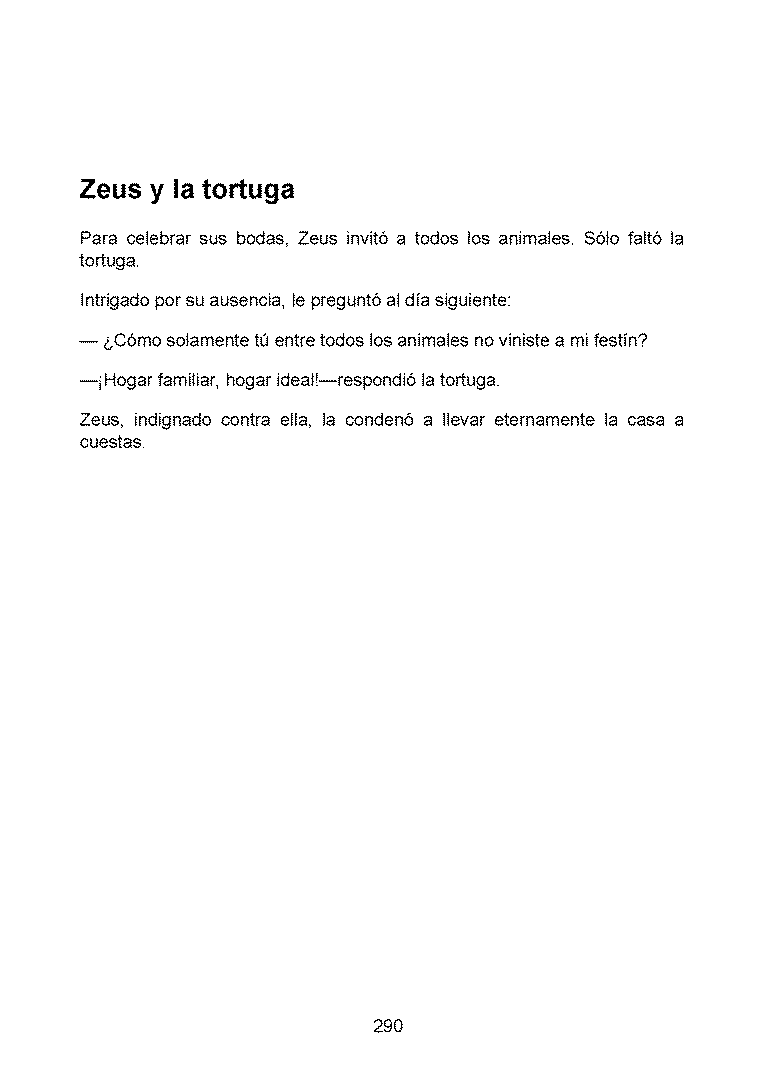 Zeus y la tortuga
Para celebrar sus bodas, Zeus invitó a todos los animales. Sólo faltó la
tortuga.
Intrigado por su ausencia, le preguntó al día siguiente:
— ¿Cómo solamente tú entre todos los animales no viniste a mi festín?
—¡Hogar familiar, hogar ideal!—respondió la tortuga.
Zeus, indignado contra ella, la condenó a llevar eternamente la casa a
cuestas.
290